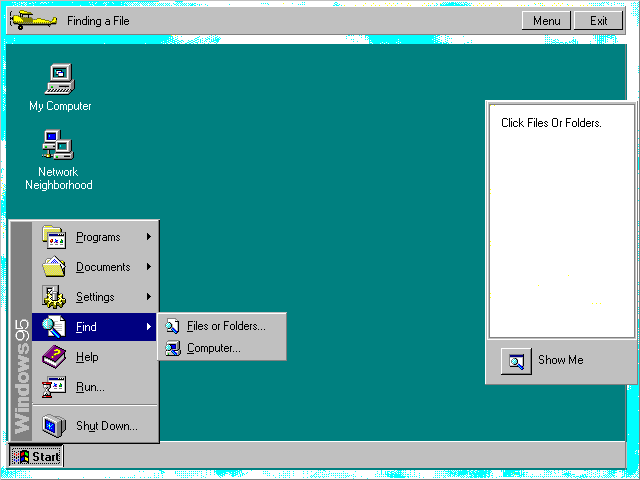 Finding a File
Menu
Exit
My Computer
Network
Neighborhood
Click Files Or Folders.
Show Me
Windows95
Programs
Documents
Settings
Find
Help
Run...
Shut Down...
Files or Folders...
Computer...
Start